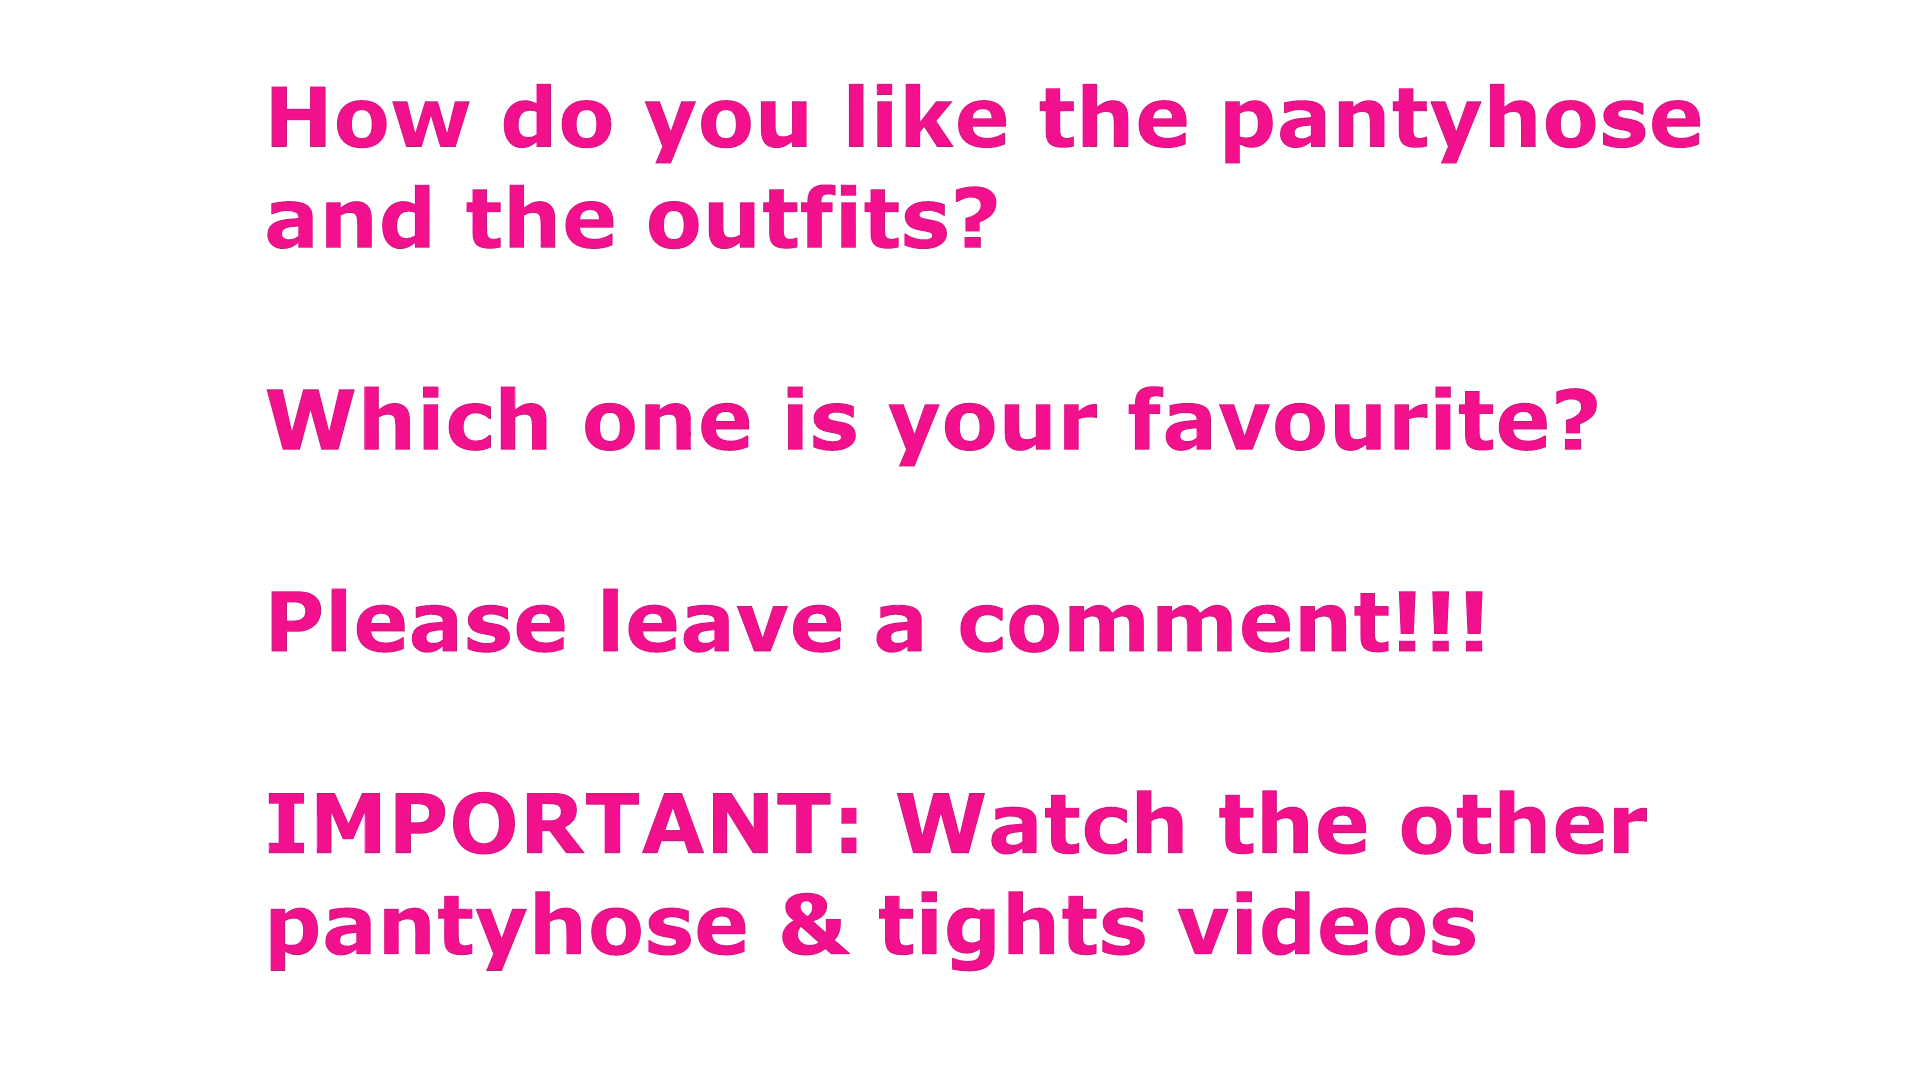 How do you like the pantyhose
and the outfits?
Which one is your favourite?
Please leave a comment!!!
IMPORTANT: Watch the other
pantyhose & tights videos